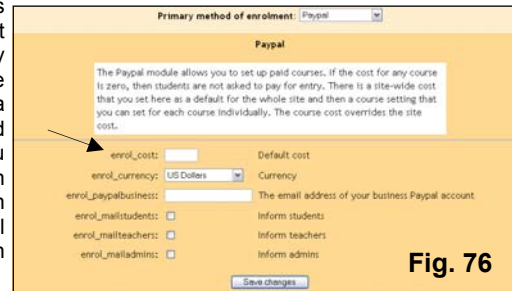 Primary method of enrolment: Paypal
Paypal
The Paypal module allows you to set up paid courses. If the cost for any course
is zero, then students are not asked to pay for entry. There is a site-wide cost
that you set here as a default for the whole site and then a course setting that
you can set for each course individually. The course cost overrides the site
cost.
enrol_cost: Default cost
enrol_currency: US Dollars Currency
enrol_paypalbusiness: The email address of your business Paypal account
enrol_mailstudents: Inform students
enrol_mailteachers: Inform teachers
enrol_mailadmins: Inform admins
Save changes
Fig. 76